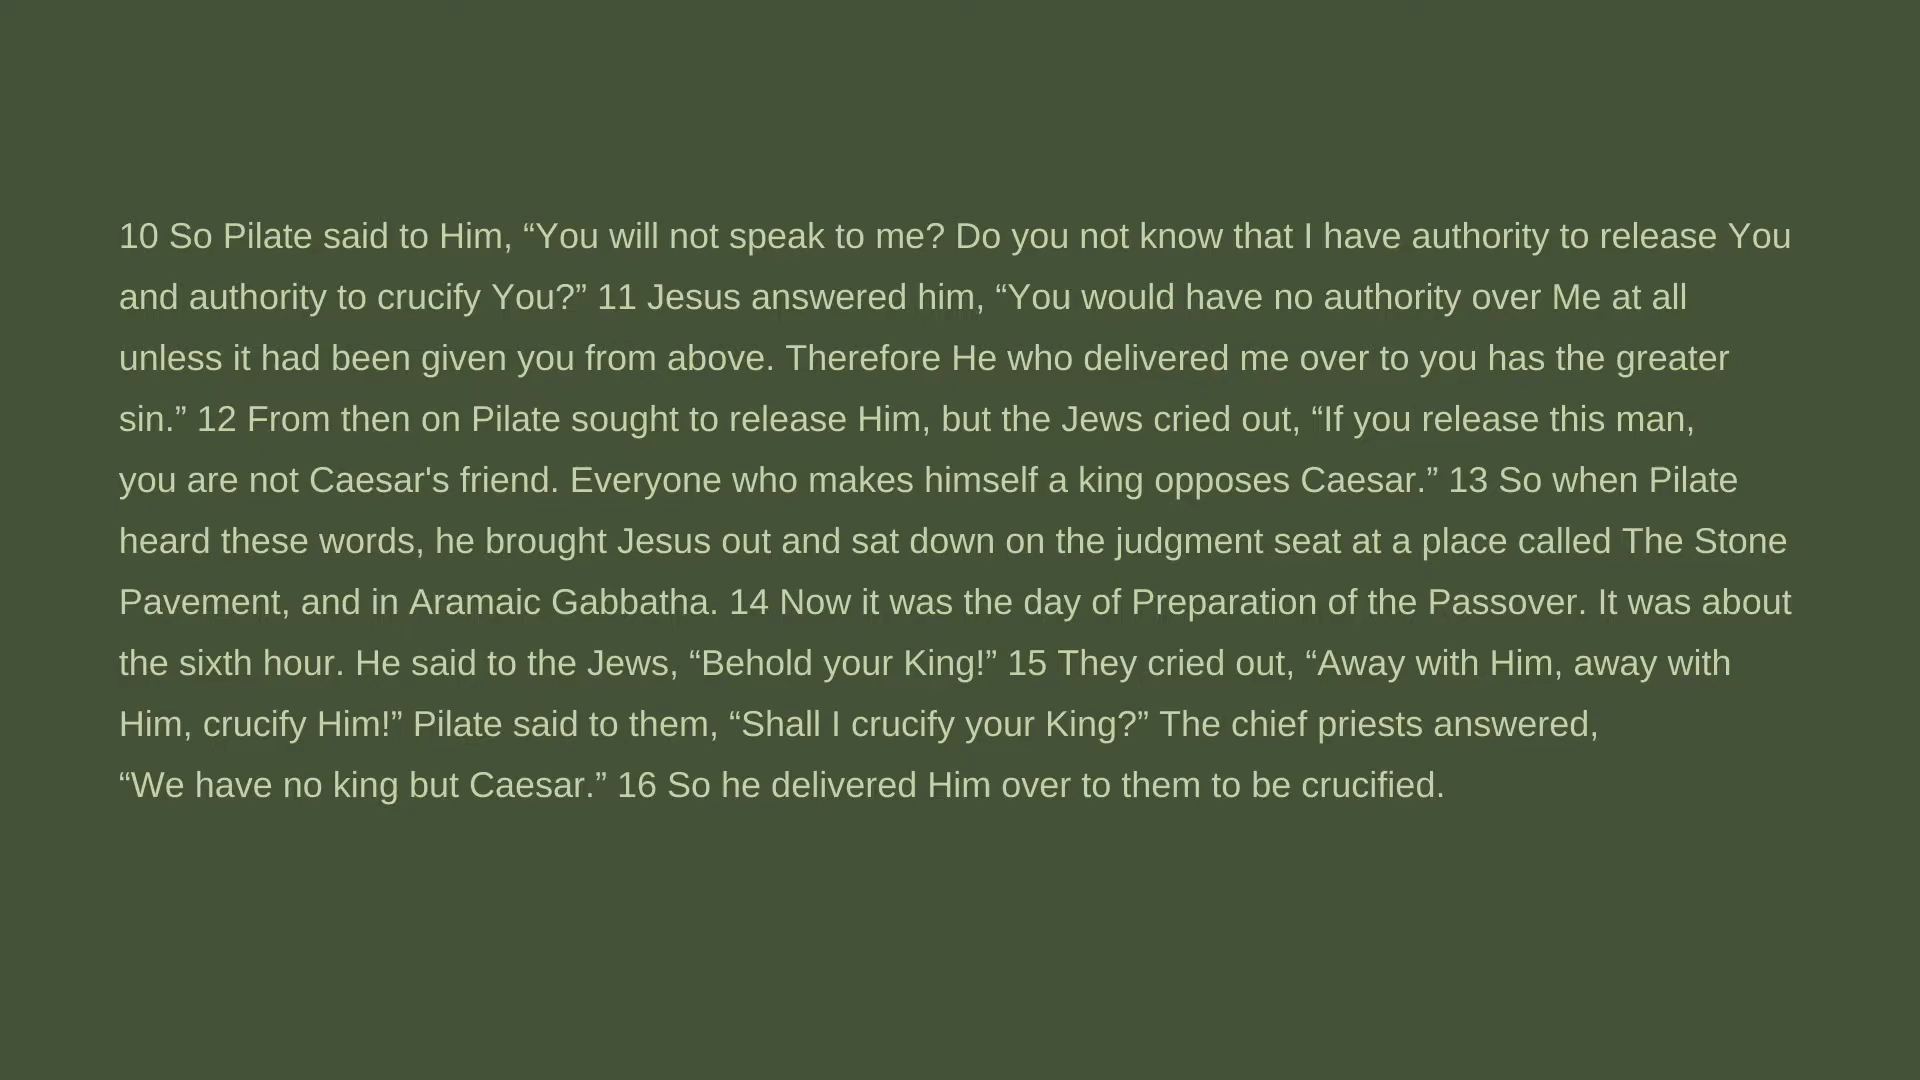 10 So Pilate said to Him, “You will not speak to me? Do you not know that I have authority to release You
and authority to crucify You?” 11 Jesus answered him, “You would have no authority over Me at all
unless it had been given you from above. Therefore He who delivered me over to you has the greater
sin.” 12 From then on Pilate sought to release Him, but the Jews cried out, “If you release this man,
you are not Caesar's friend. Everyone who makes himself a king opposes Caesar.” 13 So when Pilate
heard these words, he brought Jesus out and sat down on the judgment seat at a place called The Stone
Pavement, and in Aramaic Gabbatha. 14 Now it was the day of Preparation of the Passover. It was about
the sixth hour. He said to the Jews, “Behold your King!” 15 They cried out, “Away with Him, away with
Him, crucify Him!” Pilate said to them, “Shall I crucify your King?” The chief priests answered,
“We have no king but Caesar.” 16 So he delivered Him over to them to be crucified.